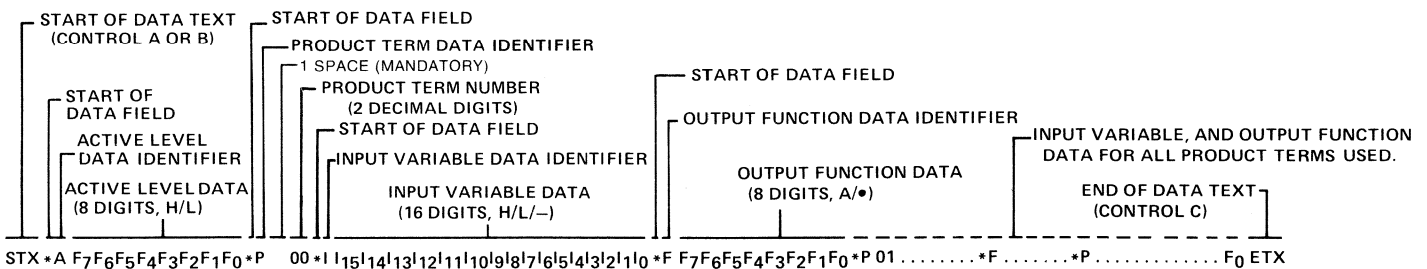 START OF DATA TEXT
(CONTROL A OR B)
START OF
DATA FIELD
ACTIVE LEVEL
DATA IDENTIFIER
ACTIVE LEVEL DATA
(8 DIGITS, H/L)
START OF DATA FIELD
PRODUCT TERM DATA IDENTIFIER
1 SPACE (MANDATORY)
PRODUCT TERM NUMBER
(2 DECIMAL DIGITS)
START OF DATA FIELD
INPUT VARIABLE DATA IDENTIFIER
INPUT VARIABLE DATA
(16 DIGITS, H/L/–)
START OF DATA FIELD
OUTPUT FUNCTION DATA IDENTIFIER
OUTPUT FUNCTION DATA
(8 DIGITS, A/•)
INPUT VARIABLE, AND OUTPUT FUNCTION
DATA FOR ALL PRODUCT TERMS USED.
END OF DATA TEXT
(CONTROL C)
STX *A F7F6F5F4F3F2F1F0 *P 00 *I I15I14I13I12I11I10I9I8I7I6I5I4I3I2I1I0 *F F7F6F5F4F3F2F1F0 *P 01 ........ *F ....... *P ............. F0 ETX